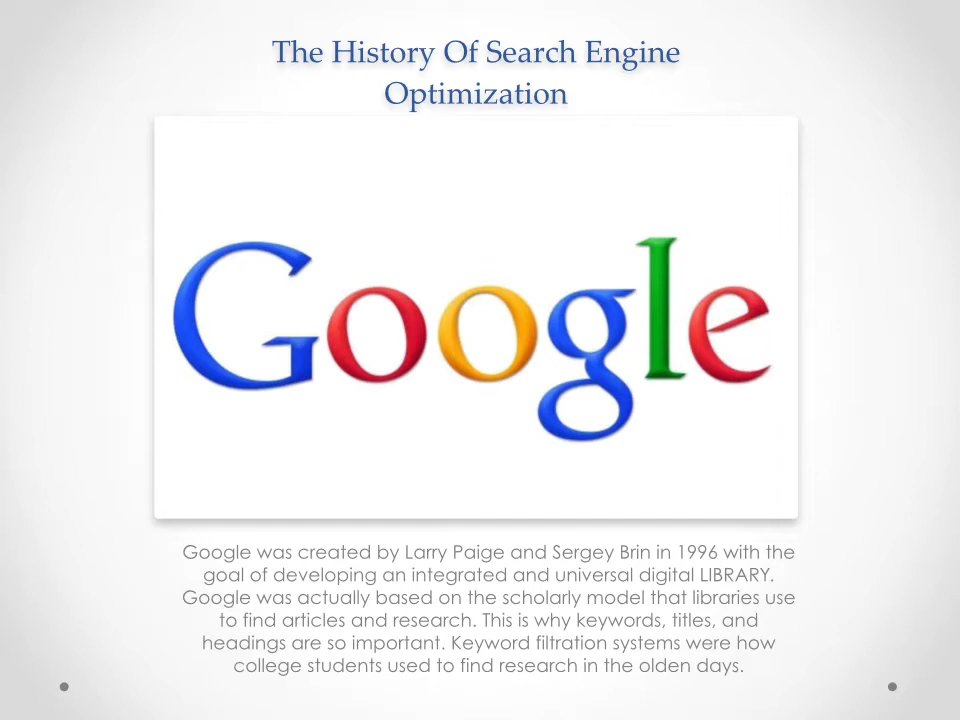 The History Of Search Engine
Optimization
Google
Google was created by Larry Paige and Sergey Brin in 1996 with the
goal of developing an integrated and universal digital LIBRARY.
Google was actually based on the scholarly model that libraries use
to find articles and research. This is why keywords, titles, and
headings are so important. Keyword filtration systems were how
college students used to find research in the olden days.